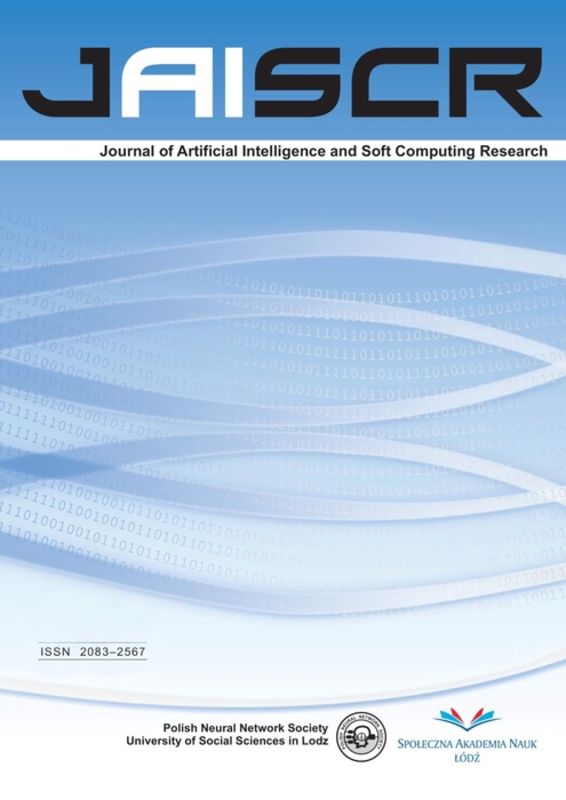 JAISCR
Journal of Artificial Intelligence and Soft Computing Research
ISSN 2083–2567
Polish Neural Network Society
University of Social Sciences in Lodz
POLISH NEURAL NETWORK SOCIETY
SPOŁECZNA AKADEMIA NAUK
ŁÓDŹ